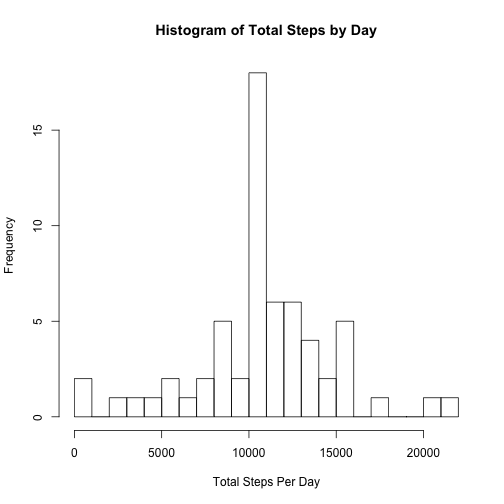 Histogram of Total Steps by Day
15
10
5
0
Frequency
0 5000 10000 15000 20000
Total Steps Per Day